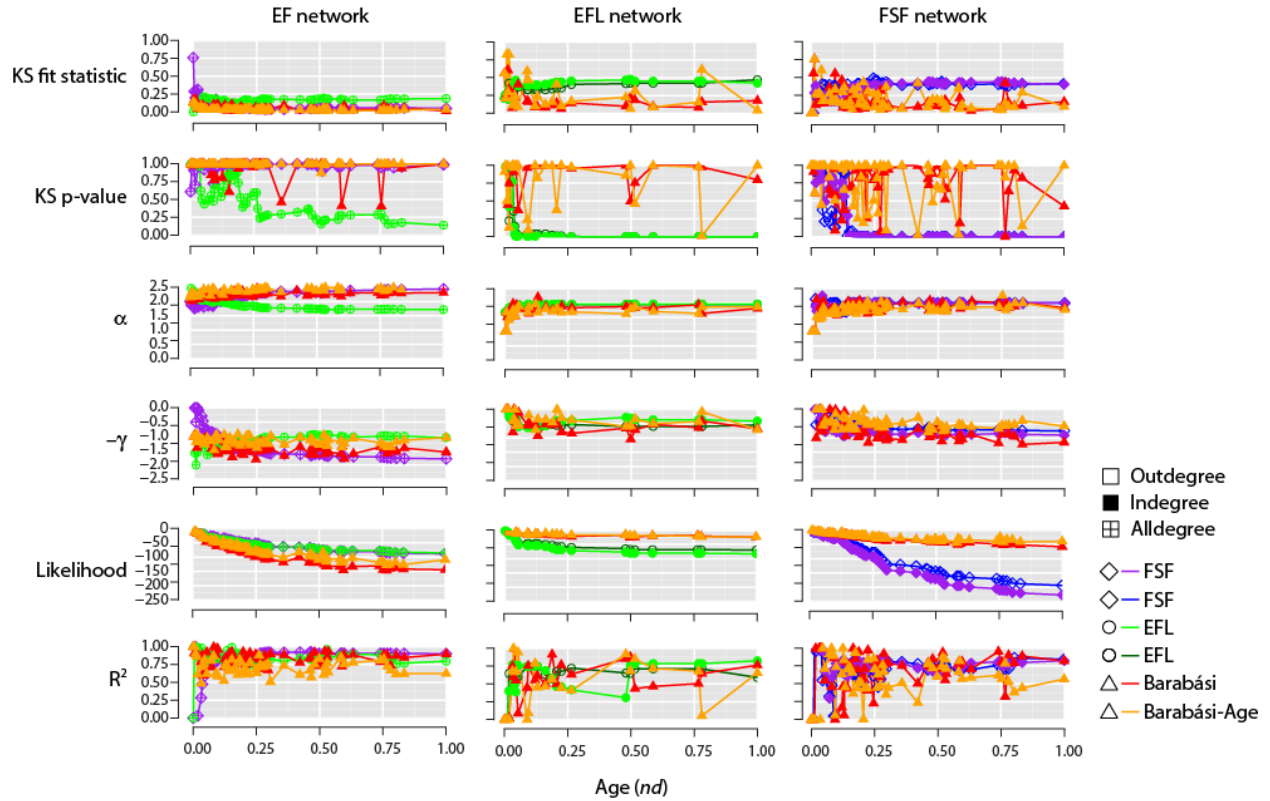 EF network EFL network FSF network
KS fit statistic
1.00
0.75
0.50
0.25
0.00
KS p-value
1.00
0.75
0.50
0.25
0.00
α
2.5
2.0
1.5
1.0
0.5
0.0
−γ
0.0
−0.5
−1.0
−1.5
−2.0
−2.5
Likelihood
0
−50
−100
−150
−200
−250
R²
1.00
0.75
0.50
0.25
0.00
0.00 0.25 0.50 0.75 1.00 0.00 0.25 0.50 0.75 1.00 0.00 0.25 0.50 0.75 1.00
Age (nd)
Outdegree
Indegree
Alldegree
FSF
FSF
EFL
EFL
Barabási
Barabási-Age